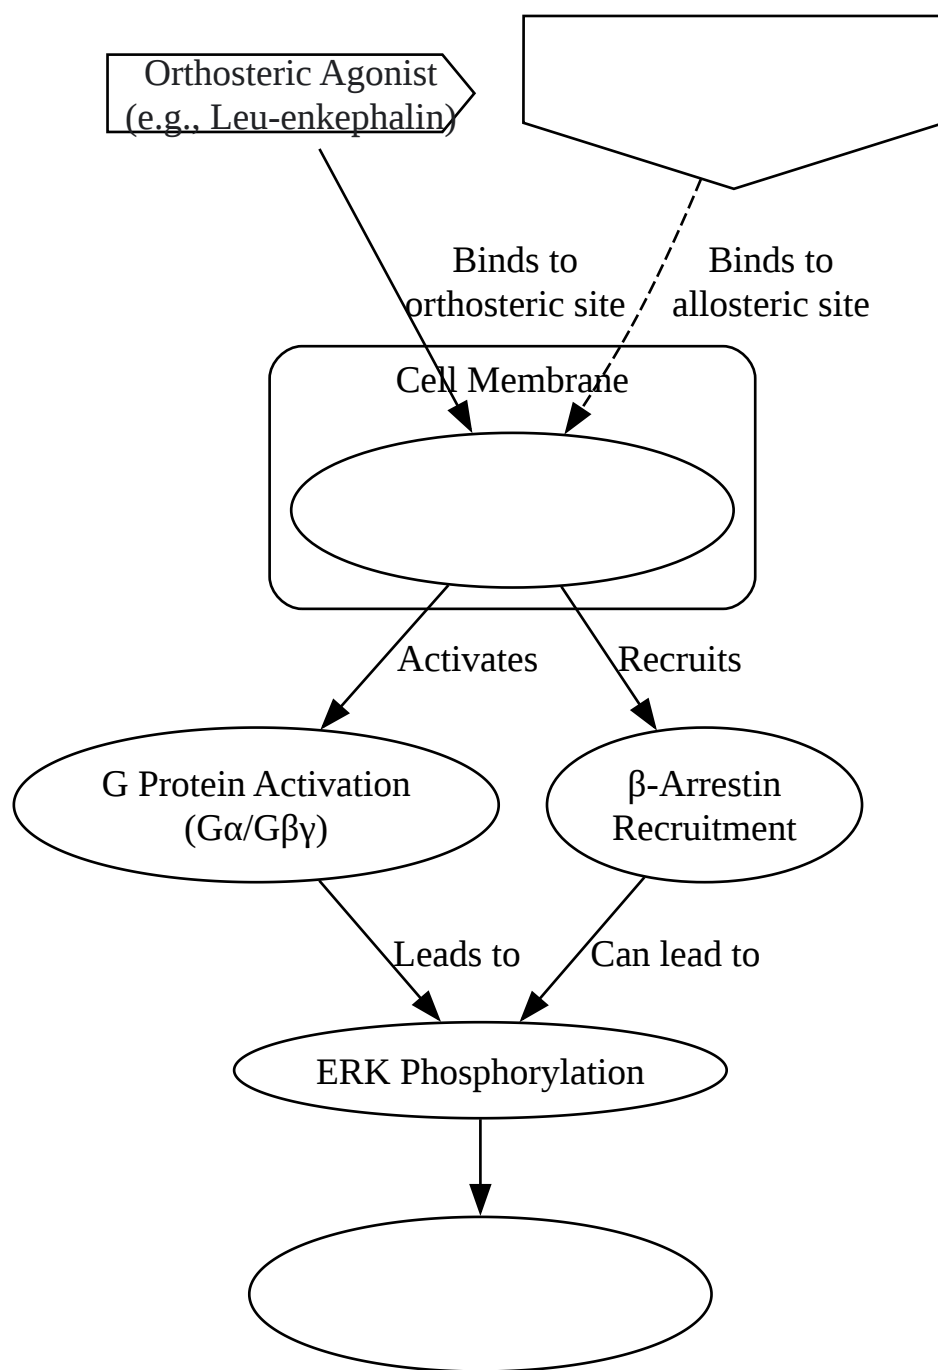 Orthosteric Agonist
(e.g., Leu-enkephalin)
Binds to
orthosteric site
Binds to
allosteric site
Cell Membrane
Activates
Recruits
G Protein Activation
(Gα/Gβγ)
β-Arrestin
Recruitment
Leads to
Can lead to
ERK Phosphorylation